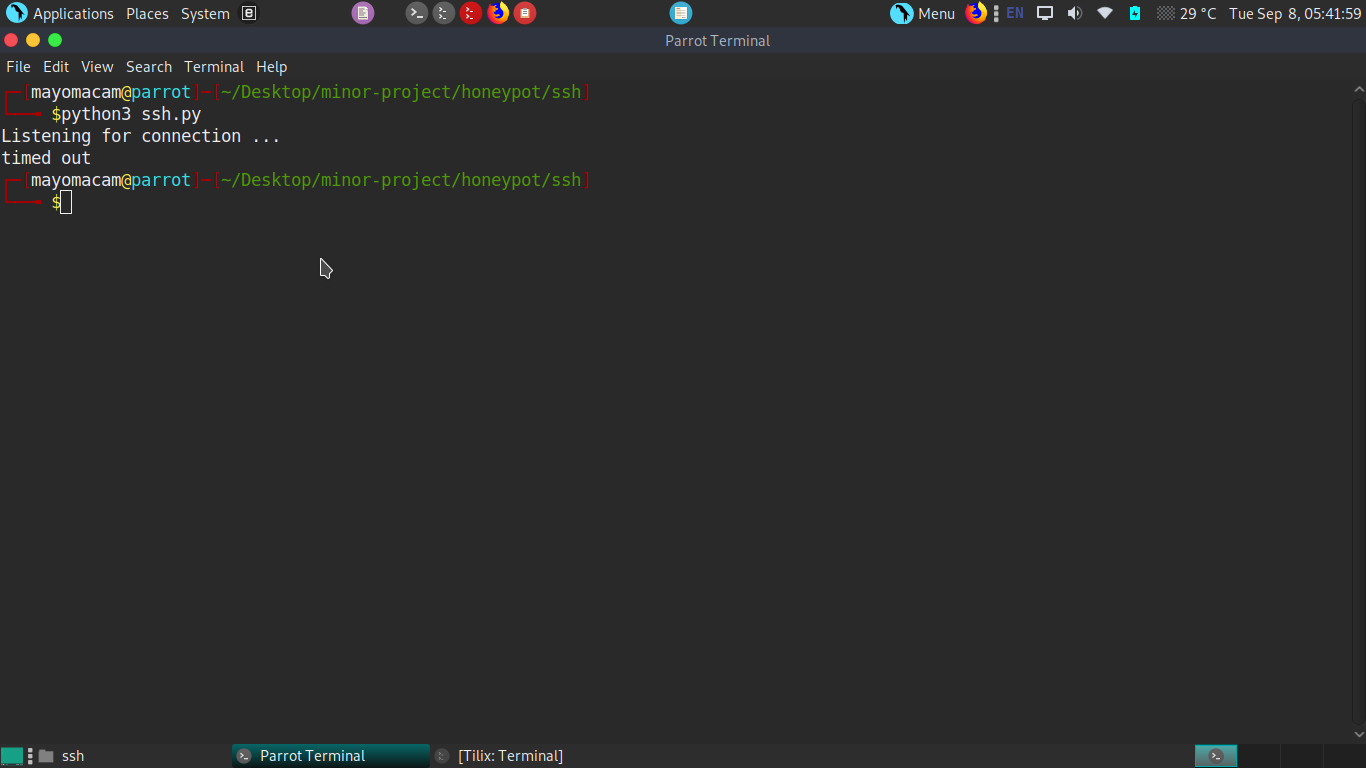 Applications Places System Menu EN 29 °C Tue Sep 8, 05:41:59
Parrot Terminal
File Edit View Search Terminal Help
┌─[mayomacam@parrot]─[~/Desktop/minor-project/honeypot/ssh]
└──╼ $python3 ssh.py
Listening for connection ...
timed out
┌─[mayomacam@parrot]─[~/Desktop/minor-project/honeypot/ssh]
└──╼ $
ssh Parrot Terminal [Tilix: Terminal]